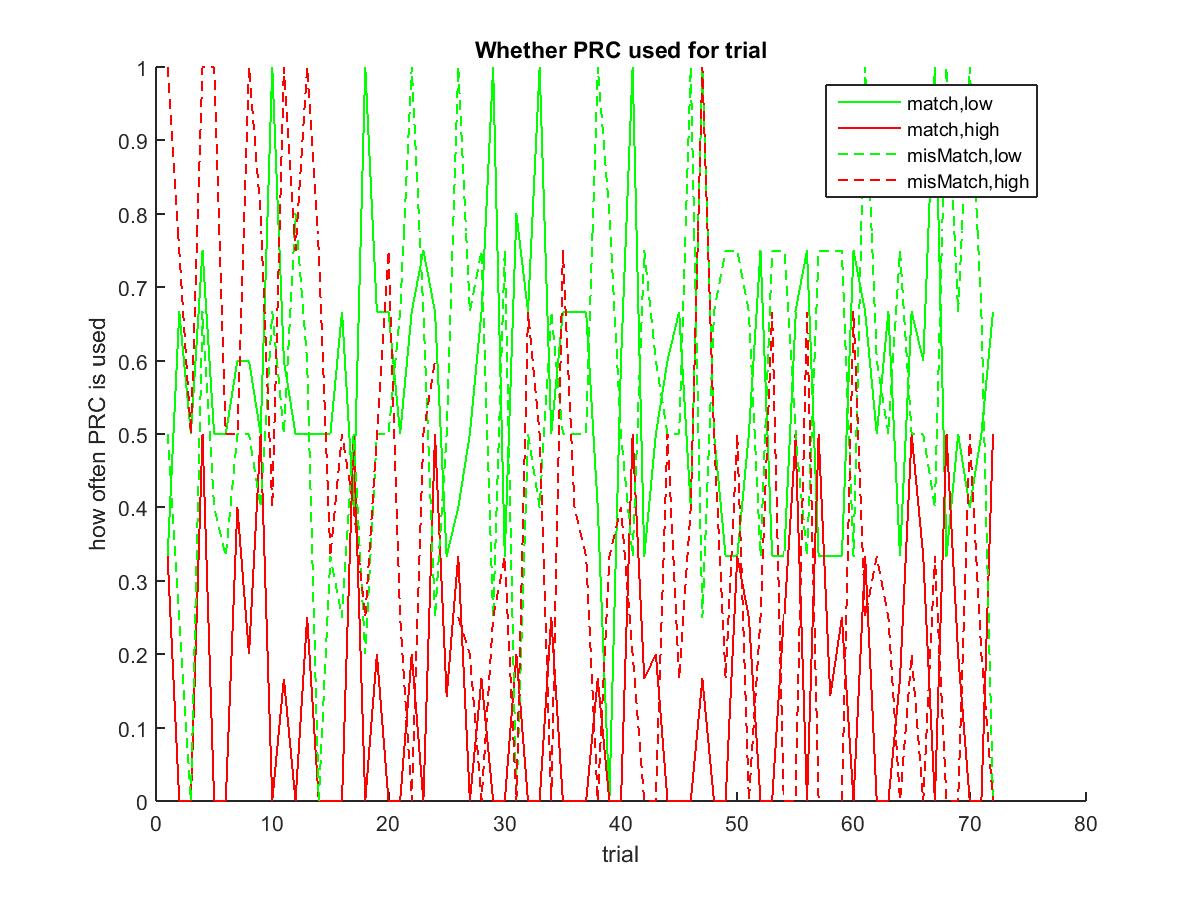 Whether PRC used for trial
how often PRC is used
1
0.9
0.8
0.7
0.6
0.5
0.4
0.3
0.2
0.1
0
match,low
match,high
misMatch,low
misMatch,high
0 10 20 30 40 50 60 70 80
trial